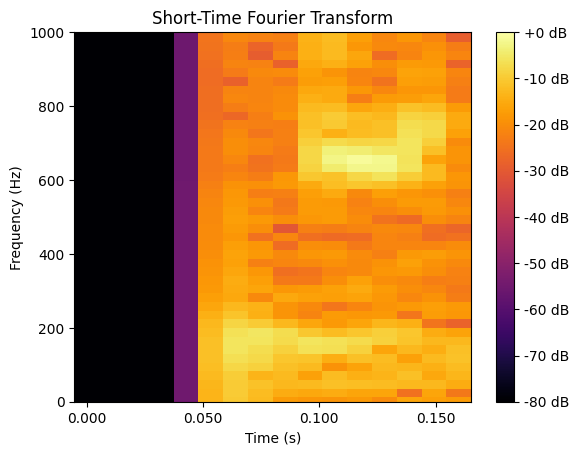 Short-Time Fourier Transform
1000
800
600
400
200
0
Frequency (Hz)
0.000
0.050
0.100
0.150
Time (s)
+0 dB
-10 dB
-20 dB
-30 dB
-40 dB
-50 dB
-60 dB
-70 dB
-80 dB